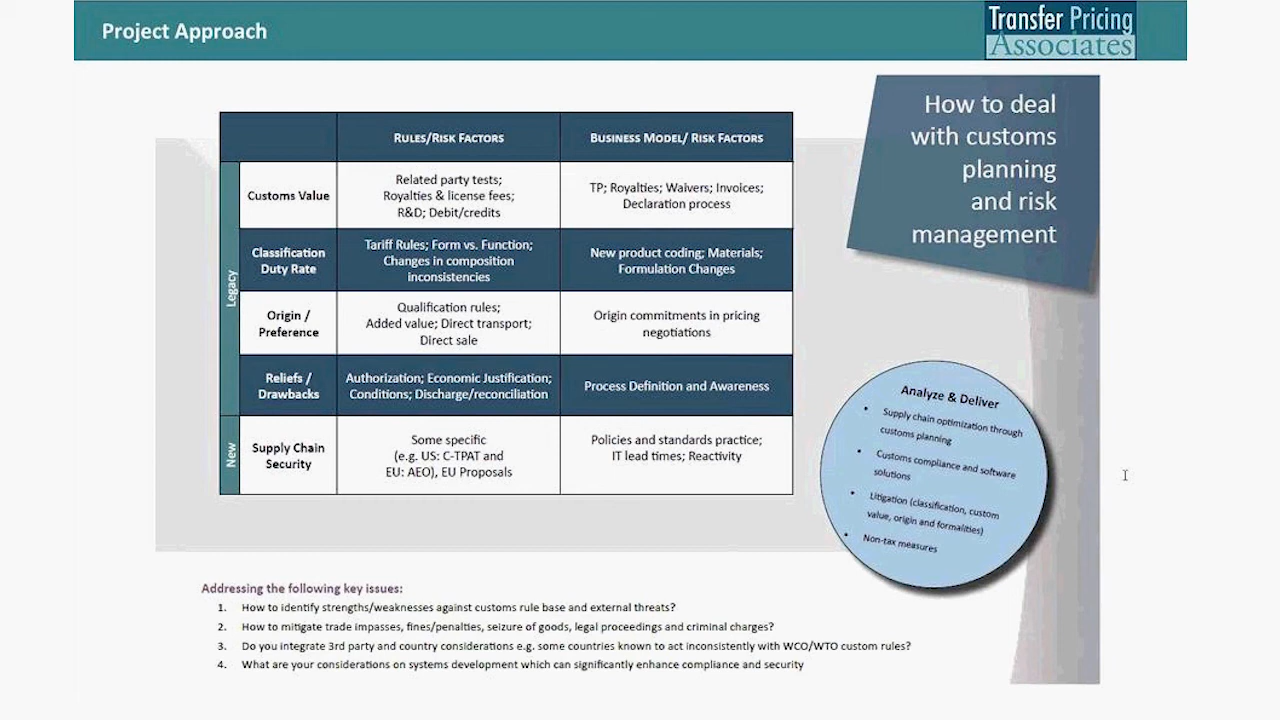 Project Approach
Transfer Pricing
Associates
How to deal
with customs
planning
and risk
management
RULES/RISK FACTORS
BUSINESS MODEL/ RISK FACTORS
Legacy
Customs Value
Related party tests;
Royalties & license fees;
R&D; Debit/credits
TP; Royalties; Waivers; Invoices;
Declaration process
Classification
Duty Rate
Tariff Rules; Form vs. Function;
Changes in composition
inconsistencies
New product coding; Materials;
Formulation Changes
Origin /
Preference
Qualification rules;
Added value; Direct transport;
Direct sale
Origin commitments in pricing
negotiations
Reliefs /
Drawbacks
Authorization; Economic Justification;
Conditions; Discharge/reconciliation
Process Definition and Awareness
New
Supply Chain
Security
Some specific
(e.g. US: C-TPAT and
EU: AEO), EU Proposals
Policies and standards practice;
IT lead times; Reactivity
Analyze & Deliver
• Supply chain optimization through
customs planning
• Customs compliance and software
solutions
• Litigation (classification, custom
value, origin and formalities)
• Non-tax measures
Addressing the following key issues:
1. How to identify strengths/weaknesses against customs rule base and external threats?
2. How to mitigate trade impasses, fines/penalties, seizure of goods, legal proceedings and criminal charges?
3. Do you integrate 3rd party and country considerations e.g. some countries known to act inconsistently with WCO/WTO custom rules?
4. What are your considerations on systems development which can significantly enhance compliance and security